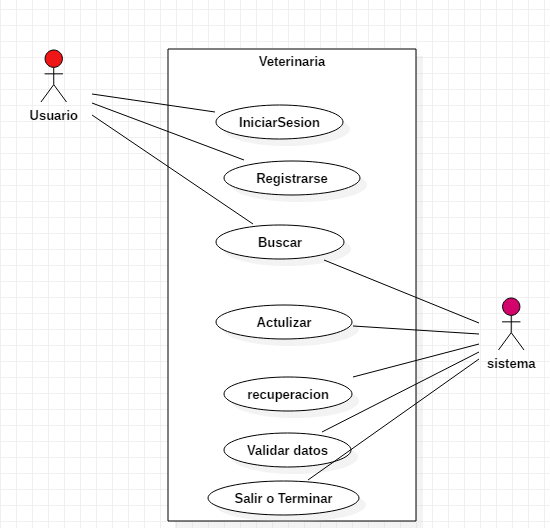 Veterinaria
Usuario
IniciarSesion
Registrarse
Buscar
Actulizar
sistema
recuperacion
Validar datos
Salir o Terminar